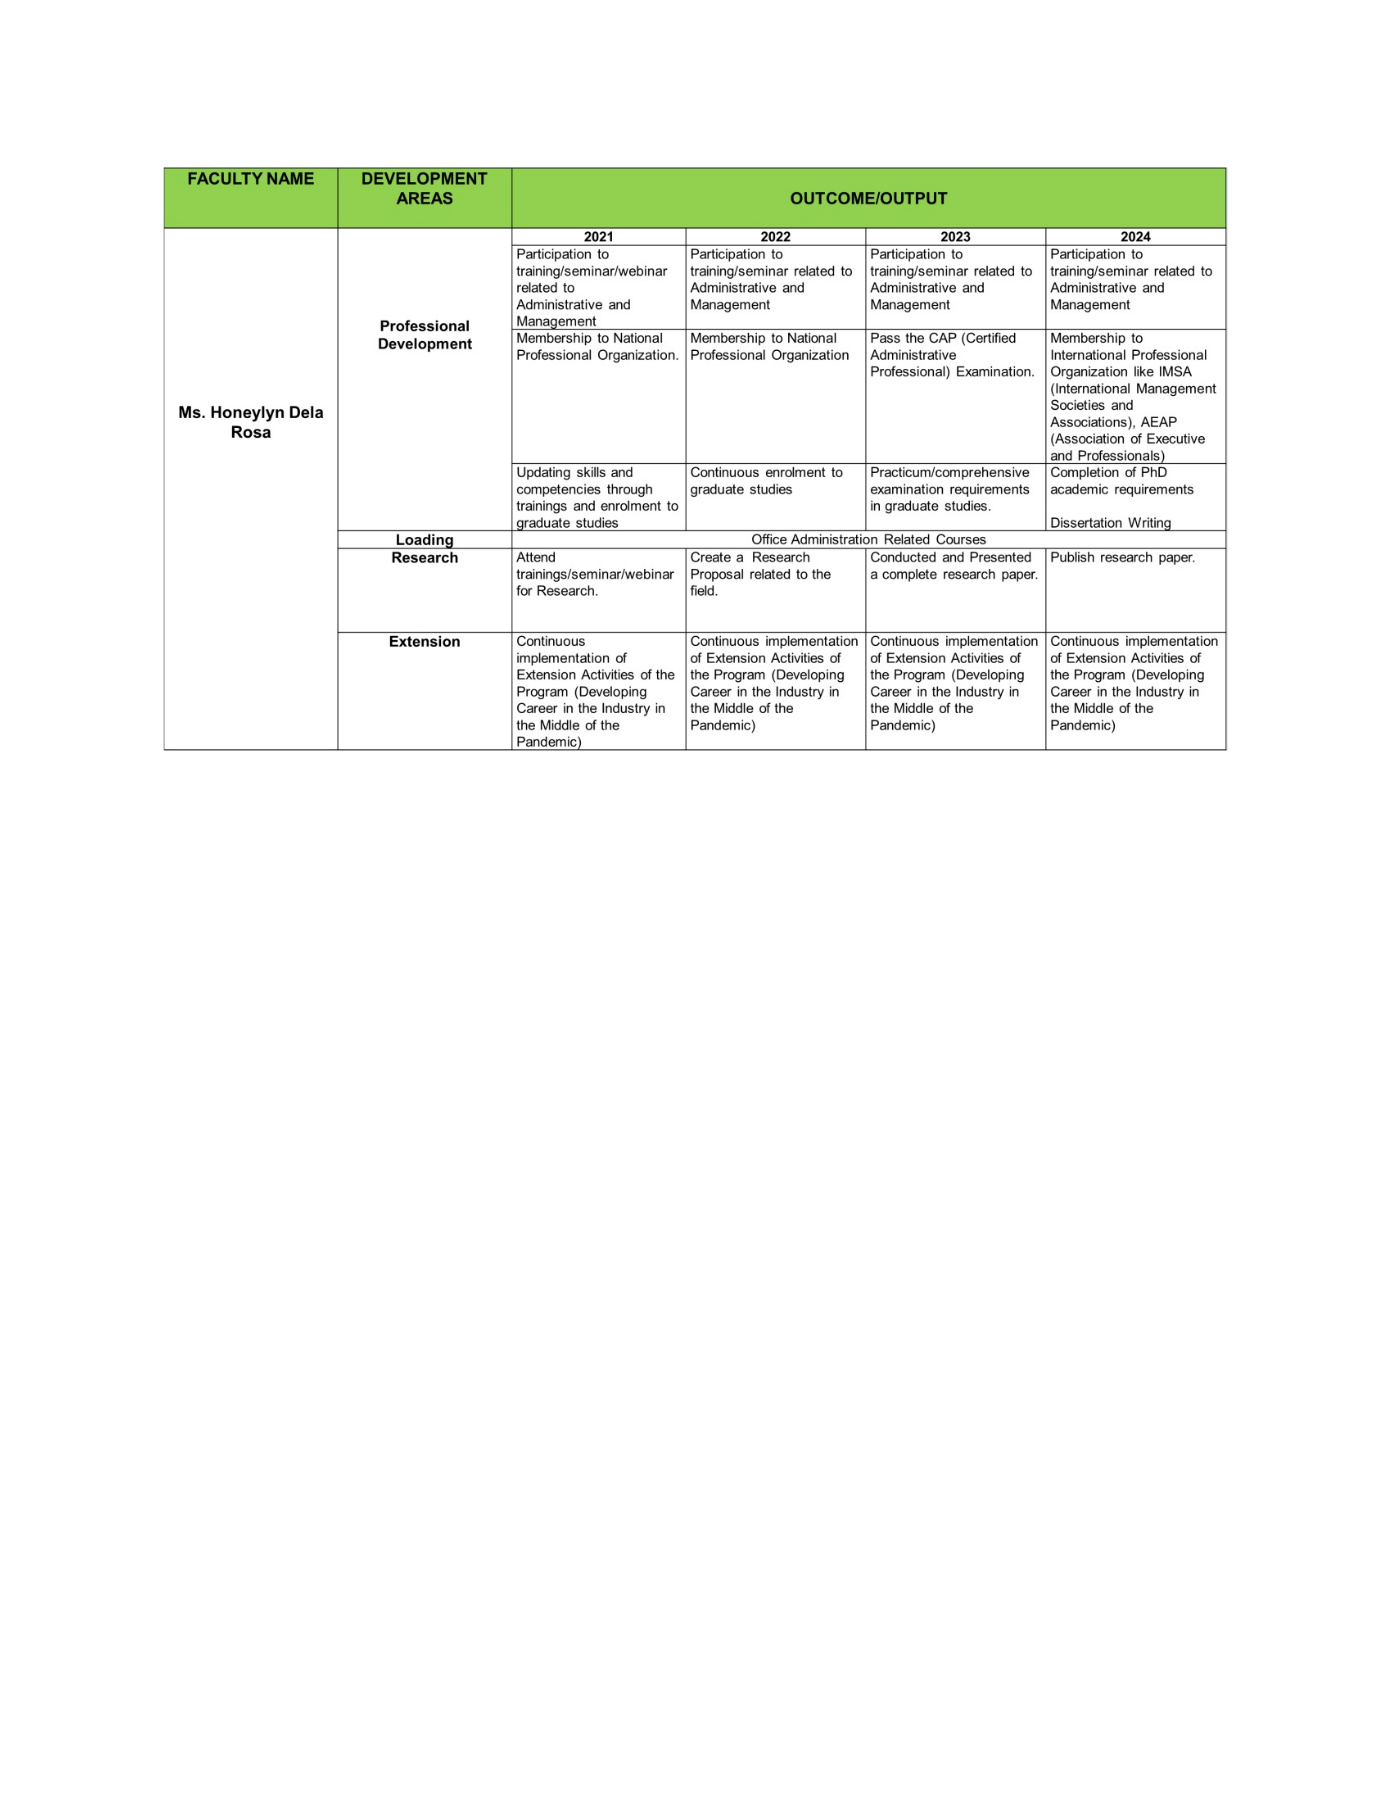 FACULTY NAME
DEVELOPMENT
AREAS
OUTCOME/OUTPUT
Ms. Honeylyn Dela
Rosa
Professional
Development
2021
2022
2023
2024
Participation to
training/seminar/webinar
related to
Administrative and
Management
Participation to
training/seminar related to
Administrative and
Management
Participation to
training/seminar related to
Administrative and
Management
Participation to
training/seminar related to
Administrative and
Management
Membership to National
Professional Organization.
Membership to National
Professional Organization
Pass the CAP (Certified
Administrative
Professional) Examination.
Membership to
International Professional
Organization like IMSA
(International Management
Societies and
Associations), AEAP
(Association of Executive
and Professionals)
Updating skills and
competencies through
trainings and enrolment to
graduate studies
Continuous enrolment to
graduate studies
Practicum/comprehensive
examination requirements
in graduate studies.
Completion of PhD
academic requirements
Dissertation Writing
Loading
Office Administration Related Courses
Research
Attend
trainings/seminar/webinar
for Research.
Create a Research
Proposal related to the
field.
Conducted and Presented
a complete research paper.
Publish research paper.
Extension
Continuous
implementation of
Extension Activities of the
Program (Developing
Career in the Industry in
the Middle of the
Pandemic)
Continuous implementation
of Extension Activities of
the Program (Developing
Career in the Industry in
the Middle of the
Pandemic)
Continuous implementation
of Extension Activities of
the Program (Developing
Career in the Industry in
the Middle of the
Pandemic)
Continuous implementation
of Extension Activities of
the Program (Developing
Career in the Industry in
the Middle of the
Pandemic)